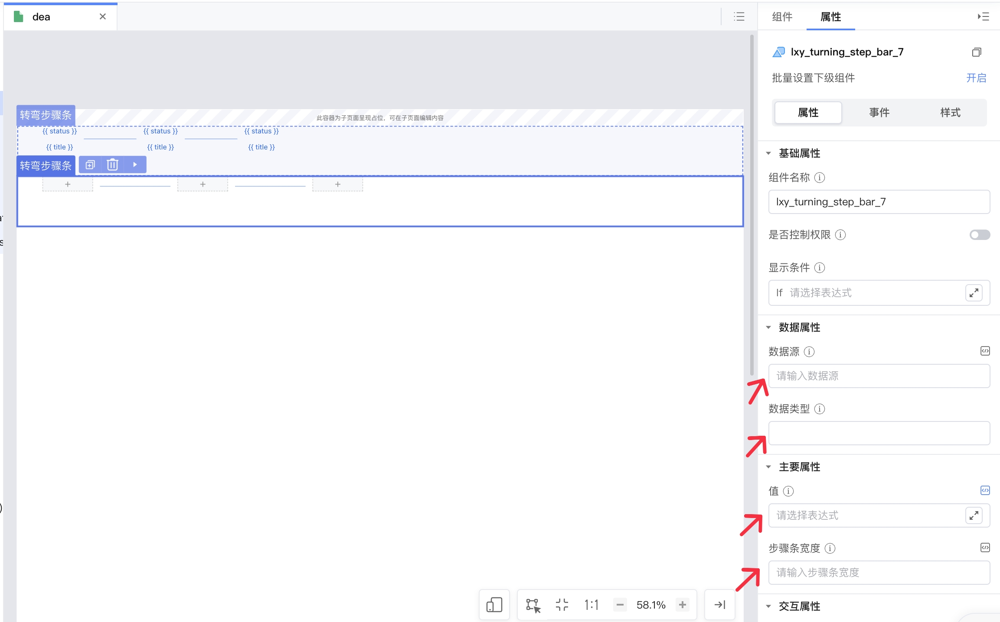 dea
组件 属性
lxy_turning_step_bar_7
批量设置下级组件 开启
属性 事件 样式
转弯步骤条
此容器为子页面呈现占位，可在子页面编辑内容
{{ status }} {{ status }} {{ status }}
{{ title }} {{ title }} {{ title }}
转弯步骤条
+ + +
基础属性
组件名称
lxy_turning_step_bar_7
是否控制权限
显示条件
If 请选择表达式
数据属性
数据源
请输入数据源
数据类型
主要属性
值
请选择表达式
步骤条宽度
请输入步骤条宽度
交互属性
1:1 58.1%